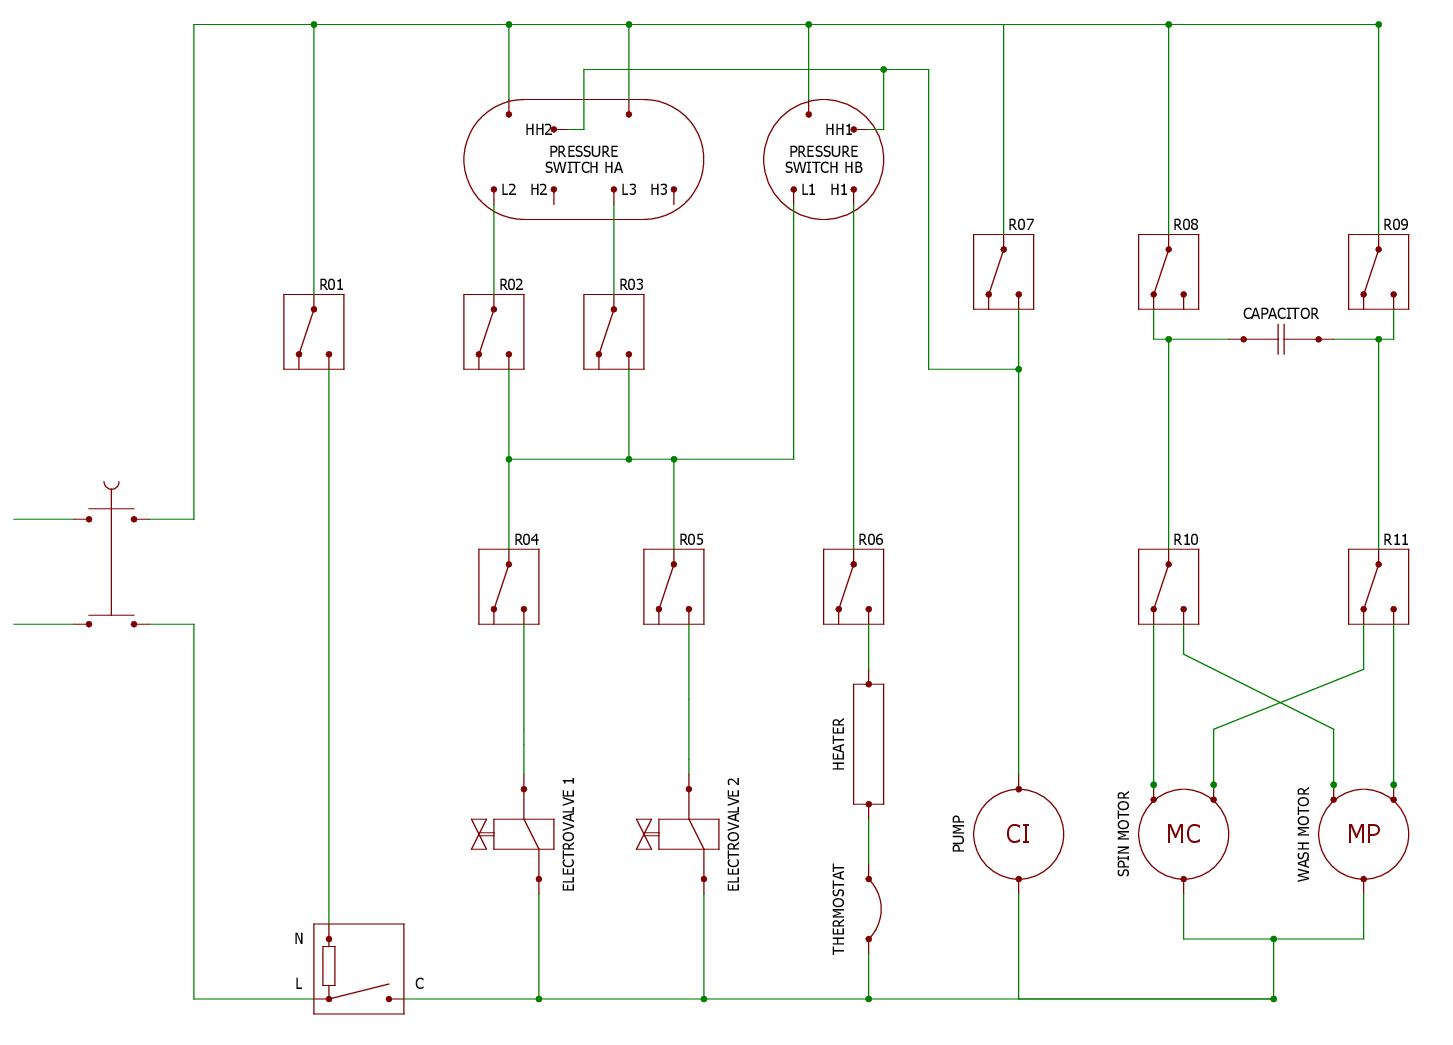 HH2
HH1
PRESSURE
SWITCH HA
PRESSURE
SWITCH HB
L2
H2
L3
H3
L1
H1
R07
R08
R09
R01
R02
R03
CAPACITOR
R04
R05
R06
R10
R11
HEATER
ELECTROVALVE 1
ELECTROVALVE 2
THERMOSTAT
PUMP
CI
SPIN MOTOR
MC
WASH MOTOR
MP
N
L
C